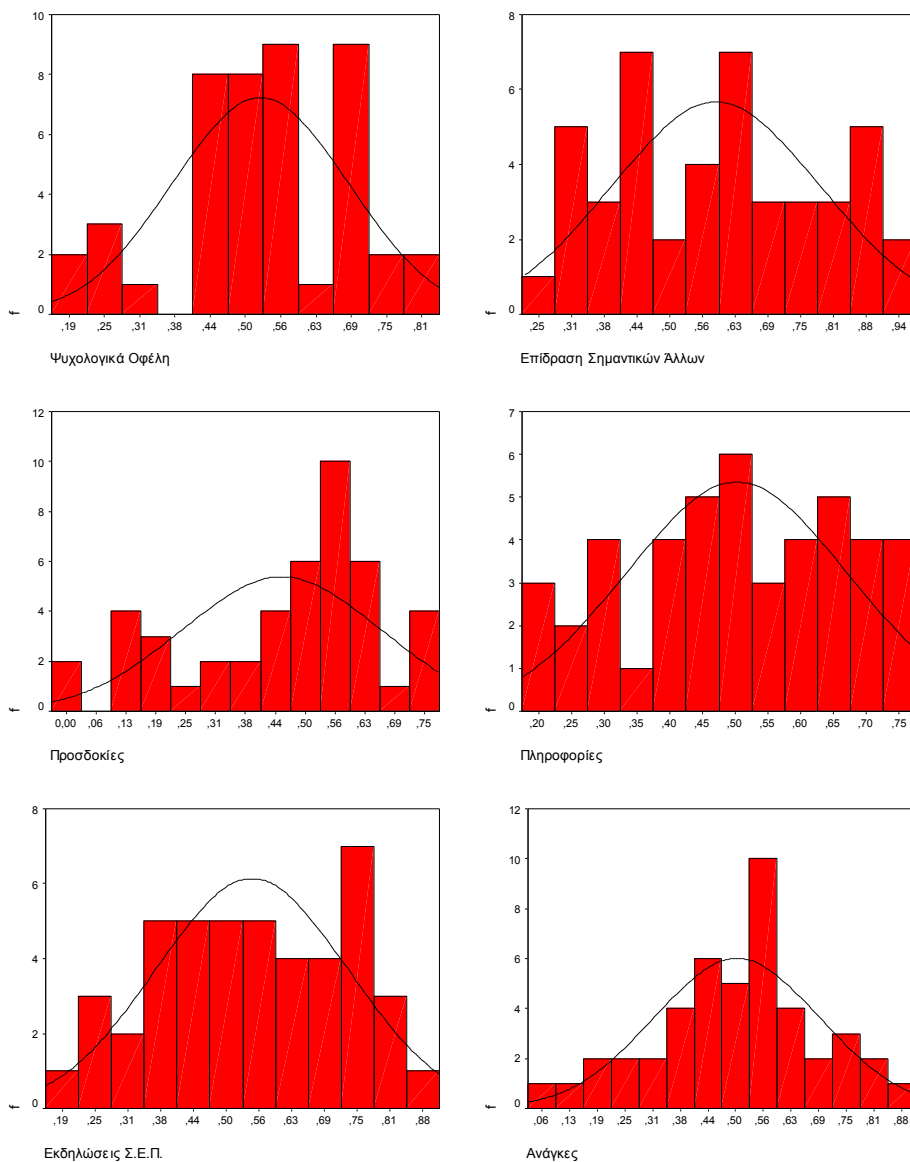 10
8
6
4
2
0
f
,19 ,25 ,31 ,38 ,44 ,50 ,56 ,63 ,69 ,75 ,81
Ψυχολογικά Οφέλη
8
6
4
2
0
f
,25 ,31 ,38 ,44 ,50 ,56 ,63 ,69 ,75 ,81 ,88 ,94
Επίδραση Σημαντικών Άλλων
12
10
8
6
4
2
0
f
0,00 ,06 ,13 ,19 ,25 ,31 ,38 ,44 ,50 ,56 ,63 ,69 ,75
Προσδοκίες
7
6
5
4
3
2
1
0
f
,20 ,25 ,30 ,35 ,40 ,45 ,50 ,55 ,60 ,65 ,70 ,75
Πληροφορίες
8
6
4
2
0
f
,19 ,25 ,31 ,38 ,44 ,50 ,56 ,63 ,69 ,75 ,81 ,88
Εκδηλώσεις Σ.Ε.Π.
12
10
8
6
4
2
0
f
,06 ,13 ,19 ,25 ,31 ,38 ,44 ,50 ,56 ,63 ,69 ,75 ,81 ,88
Ανάγκες